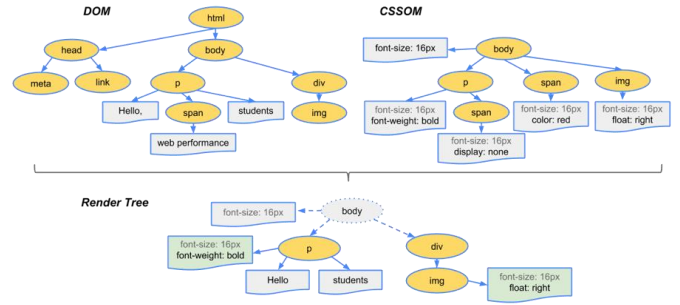 DOM
html
head
body
meta
link
p
div
Hello,
span
students
img
web performance
CSSOM
font-size: 16px
body
p
span
img
font-size: 16px
font-weight: bold
span
font-size: 16px
color: red
font-size: 16px
float: right
font-size: 16px
display: none
Render Tree
font-size: 16px
body
font-size: 16px
font-weight: bold
p
div
Hello
students
img
font-size: 16px
float: right